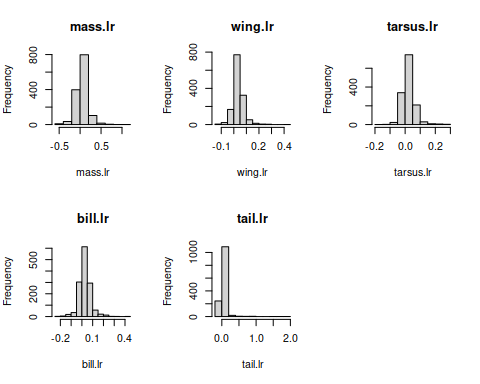 mass.lr
Frequency
0 400 800
-0.5 0.5
mass.lr
wing.lr
Frequency
0 400 800
-0.1 0.2 0.4
wing.lr
tarsus.lr
Frequency
0 400
-0.2 0.0 0.2
tarsus.lr
bill.lr
Frequency
0 200 500
-0.2 0.1 0.4
bill.lr
tail.lr
Frequency
0 400 1000
0.0 1.0 2.0
tail.lr